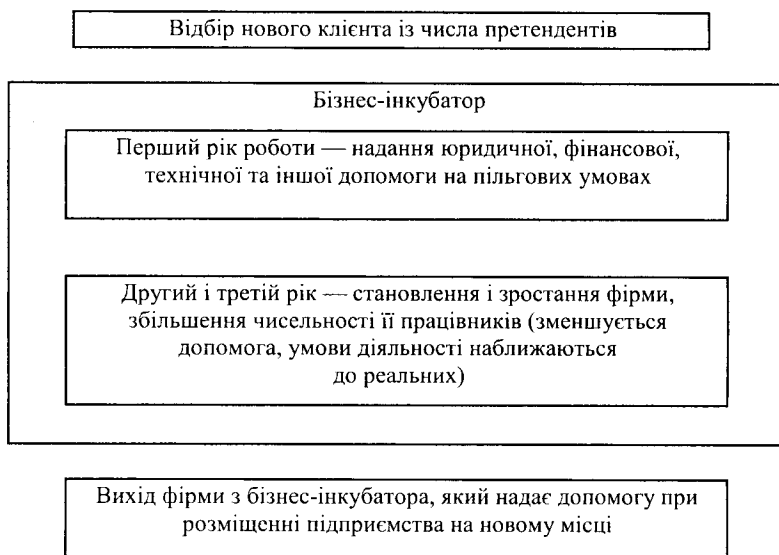 Відбір нового клієнта із числа претендентів
Бізнес-інкубатор
Перший рік роботи — надання юридичної, фінансової,
технічної та іншої допомоги на пільгових умовах
Другий і третій рік — становлення і зростання фірми,
збільшення чисельності її працівників (зменшується
допомога, умови діяльності наближаються
до реальних)
Вихід фірми з бізнес-інкубатора, який надає допомогу при
розміщенні підприємства на новому місці